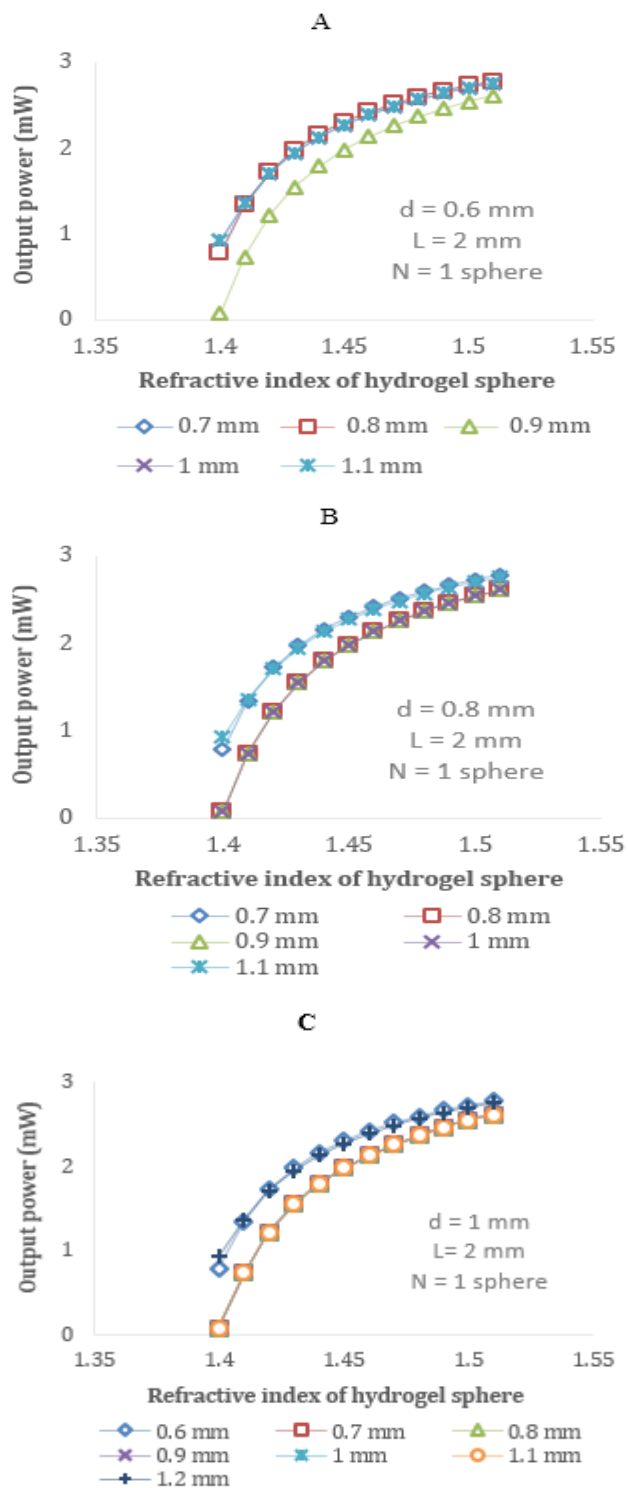 A
Output power (mW)
3
2
1
0
d = 0.6 mm
L = 2 mm
N = 1 sphere
1.35 1.4 1.45 1.5 1.55
Refractive index of hydrogel sphere
0.7 mm 0.8 mm 0.9 mm
1 mm 1.1 mm
B
Output power (mW)
3
2
1
0
d = 0.8 mm
L = 2 mm
N = 1 sphere
1.35 1.4 1.45 1.5 1.55
Refractive index of hydrogel sphere
0.7 mm 0.8 mm
0.9 mm 1 mm
1.1 mm
C
Output power (mW)
3
2
1
0
d = 1 mm
L= 2 mm
N = 1 sphere
1.35 1.4 1.45 1.5 1.55
Refractive index of hydrogel sphere
0.6 mm 0.7 mm 0.8 mm
0.9 mm 1 mm 1.1 mm
1.2 mm